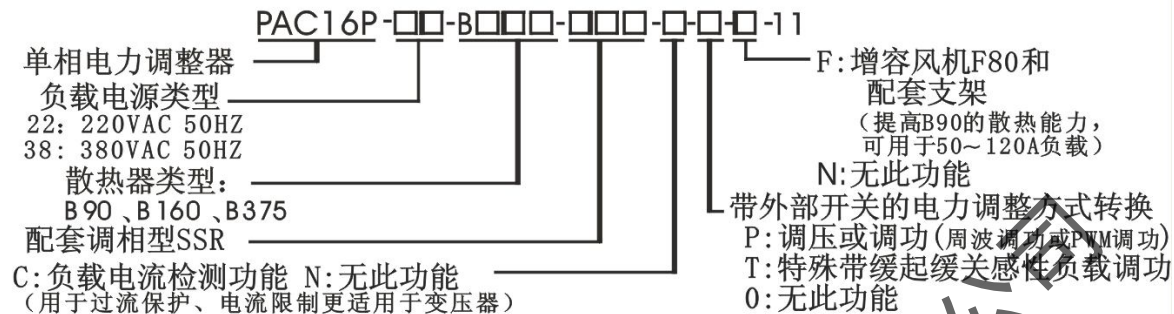 PAC16P-□□-B□□□-□□□-□-□-□-11
单相电力调整器
负载电源类型
22: 220VAC 50HZ
38: 380VAC 50HZ
散热器类型:
B90 、B160 、B375
配套调相型SSR
C:负载电流检测功能 N:无此功能
(用于过流保护、电流限制更适用于变压器)
F:增容风机F80和
配套支架
(提高B90的散热能力,
可用于50~120A负载)
N:无此功能
带外部开关的电力调整方式转换
P:调压或调功(周波调功或PWM调功)
T:特殊带缓起缓关感性负载调功
0:无此功能
公司